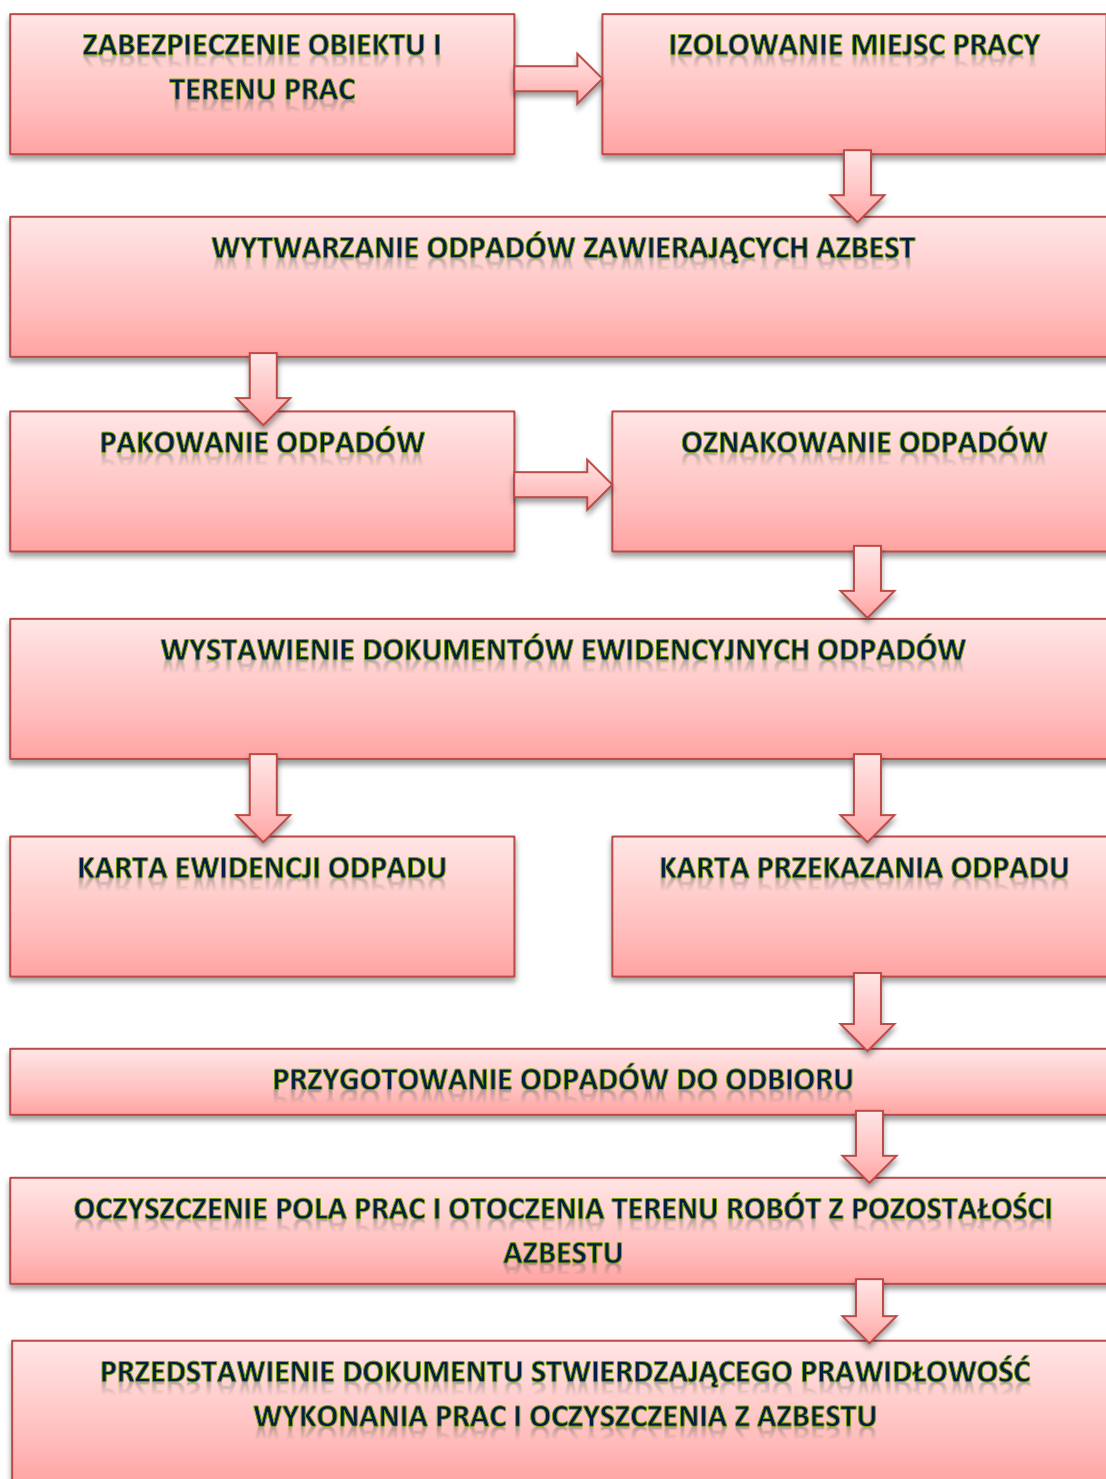 ZABEZPIECZENIE OBIEKTU I
TERENU PRAC
IZOLOWANIE MIEJSC PRACY
WYTWARZANIE ODPADÓW ZAWIERAJĄCYCH AZBEST
PAKOWANIE ODPADÓW
OZNAKOWANIE ODPADÓW
WYSTAWIENIE DOKUMENTÓW EWIDENCYJNYCH ODPADÓW
KARTA EWIDENCJI ODPADU
KARTA PRZEKAZANIA ODPADU
PRZYGOTOWANIE ODPADÓW DO ODBIORU
OCZYSZCZENIE POLA PRAC I OTOCZENIA TERENU ROBÓT Z POZOSTAŁOŚCI
AZBESTU
PRZEDSTAWIENIE DOKUMENTU STWIERDZAJĄCEGO PRAWIDŁOWOŚĆ
WYKONANIA PRAC I OCZYSZCZENIA Z AZBESTU